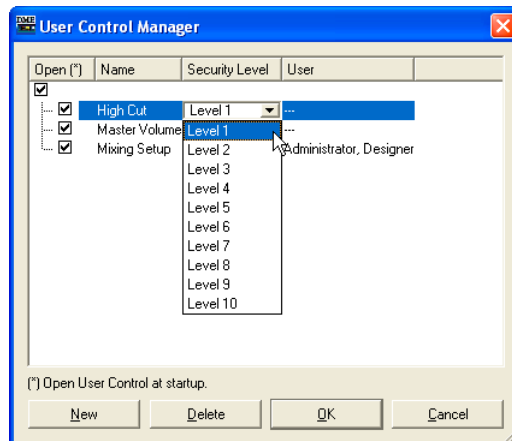 DME User Control Manager
Open (*) Name Security Level User
High Cut Level 1 ---
Master Volume Level 1 ---
Mixing Setup Level 2 Administrator, Designer
Level 3
Level 4
Level 5
Level 6
Level 7
Level 8
Level 9
Level 10
(*) Open User Control at startup.
New Delete OK Cancel